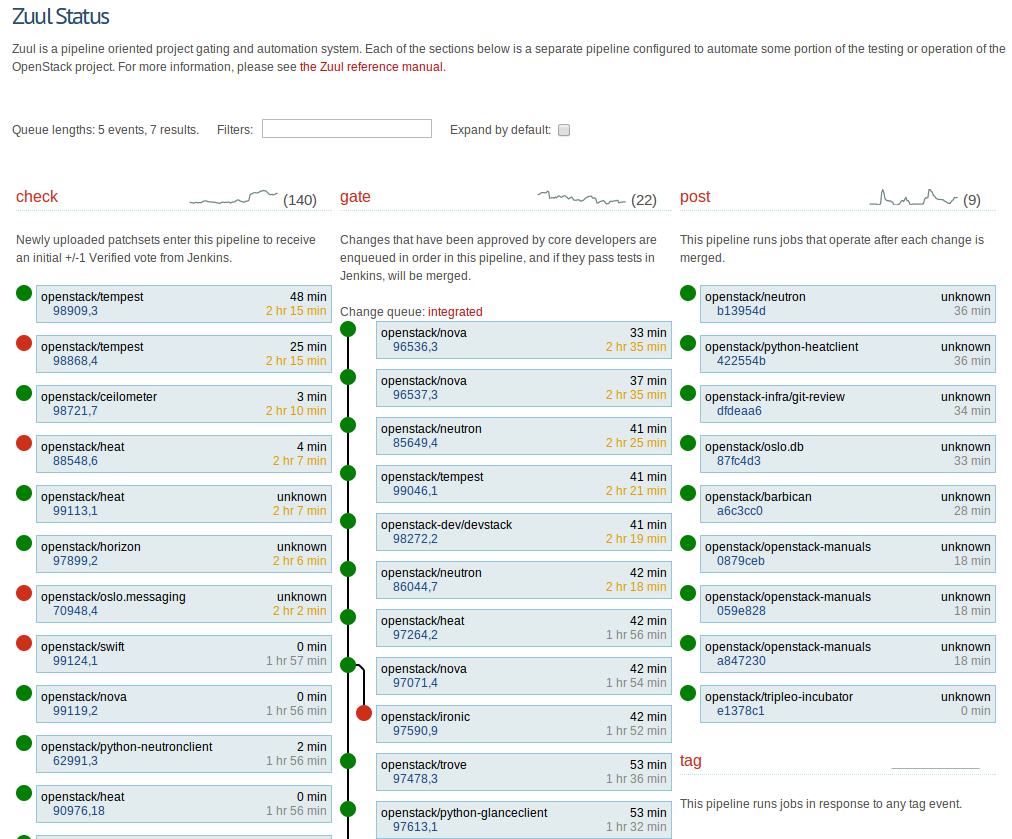 Zuul Status
Zuul is a pipeline oriented project gating and automation system. Each of the sections below is a separate pipeline configured to automate some portion of the testing or operation of the
OpenStack project. For more information, please see the Zuul reference manual.
Queue lengths: 5 events, 7 results. Filters: Expand by default:
check (140)
Newly uploaded patchsets enter this pipeline to receive
an initial +/-1 Verified vote from Jenkins.
openstack/tempest 48 min
98909,3 2 hr 15 min
openstack/tempest 25 min
98868,4 2 hr 15 min
openstack/ceilometer 3 min
98721,7 2 hr 10 min
openstack/heat 4 min
88548,6 2 hr 7 min
openstack/heat unknown
99113,1 2 hr 7 min
openstack/horizon unknown
97899,2 2 hr 6 min
openstack/oslo.messaging unknown
70948,4 2 hr 2 min
openstack/swift 0 min
99124,1 1 hr 57 min
openstack/nova 0 min
99119,2 1 hr 56 min
openstack/python-neutronclient 2 min
62991,3 1 hr 56 min
openstack/heat 0 min
90976,18 1 hr 56 min
gate (22)
Changes that have been approved by core developers are
enqueued in order in this pipeline, and if they pass tests in
Jenkins, will be merged.
Change queue: integrated
openstack/nova 33 min
96536,3 2 hr 35 min
openstack/nova 37 min
96537,3 2 hr 35 min
openstack/neutron 41 min
85649,4 2 hr 25 min
openstack/tempest 41 min
99046,1 2 hr 21 min
openstack-dev/devstack 41 min
98272,2 2 hr 19 min
openstack/neutron 42 min
86044,7 2 hr 18 min
openstack/heat 42 min
97264,2 1 hr 56 min
openstack/nova 42 min
97071,4 1 hr 54 min
openstack/ironic 42 min
97590,9 1 hr 52 min
openstack/trove 53 min
97478,3 1 hr 36 min
openstack/python-glanceclient 53 min
97613,1 1 hr 32 min
post (9)
This pipeline runs jobs that operate after each change is
merged.
openstack/neutron unknown
b13954d 36 min
openstack/python-heatclient unknown
422554b 36 min
openstack-infra/git-review unknown
dfdeaa6 34 min
openstack/oslo.db unknown
87fc4d3 33 min
openstack/barbican unknown
a6c3cc0 28 min
openstack/openstack-manuals unknown
0879ceb 18 min
openstack/openstack-manuals unknown
059e828 18 min
openstack/openstack-manuals unknown
a847230 18 min
openstack/tripleo-incubator unknown
e1378c1 0 min
tag
This pipeline runs jobs in response to any tag event.